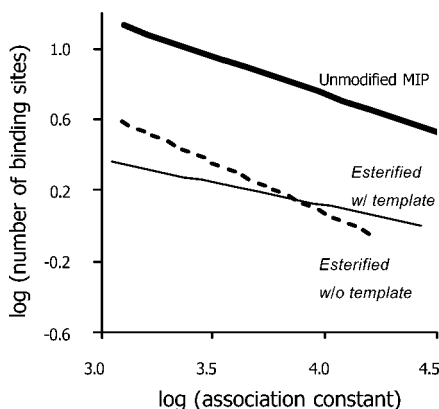 log (number of binding sites)
1.0
0.6
0.2
-0.2
-0.6
Unmodified MIP
Esterified
w/ template
Esterified
w/o template
3.0 3.5 4.0 4.5
log (association constant)